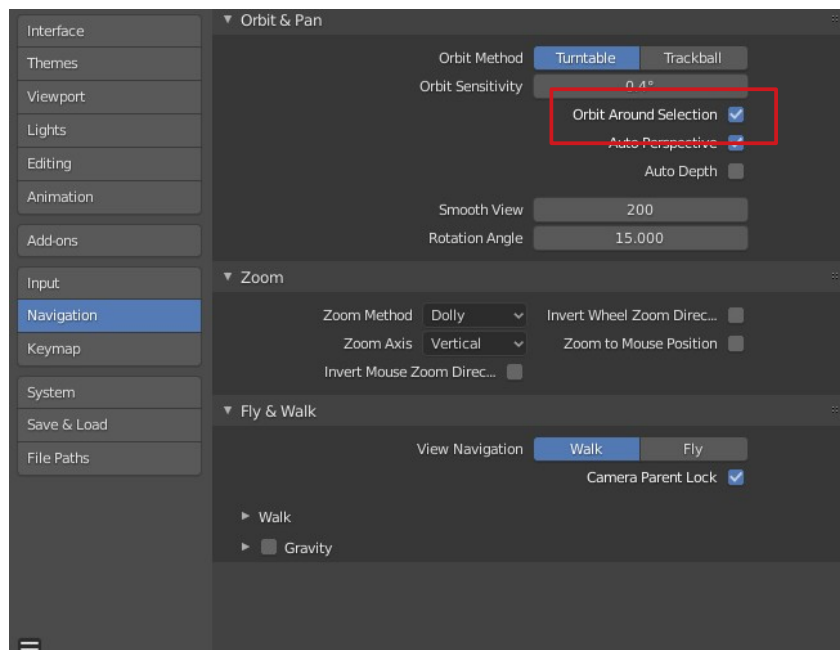 Interface
Themes
Viewport
Lights
Editing
Animation
Add-ons
Input
Navigation
Keymap
System
Save & Load
File Paths
Orbit & Pan
Orbit Method Turntable Trackball
Orbit Sensitivity 0.4°
Orbit Around Selection
Auto Perspective
Auto Depth
Smooth View 200
Rotation Angle 15.000
Zoom
Zoom Method Dolly Invert Wheel Zoom Direc...
Zoom Axis Vertical Zoom to Mouse Position
Invert Mouse Zoom Direc...
Fly & Walk
View Navigation Walk Fly
Camera Parent Lock
Walk
Gravity